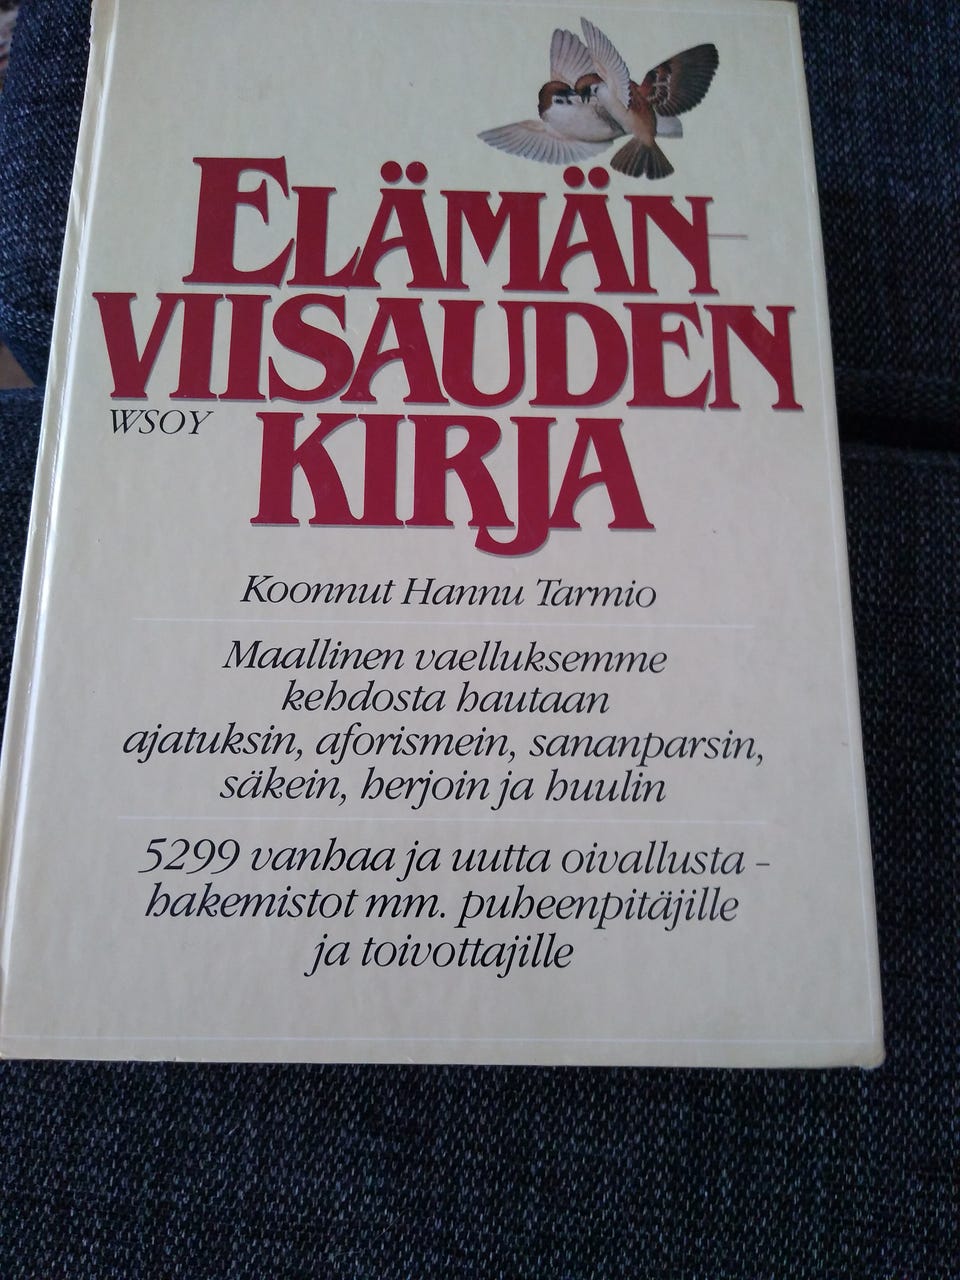 ELÄMÄN-
VIISAUDEN
WSOY
KIRJA
Koonnut Hannu Tarmio
Maallinen vaelluksemme
kehdosta hautaan
ajatuksin, aforismein, sananparsin,
säkein, herjoin ja huulin
5299 vanhaa ja uutta oivallusta –
hakemistot mm. puheenpitäjille
ja toivottajille